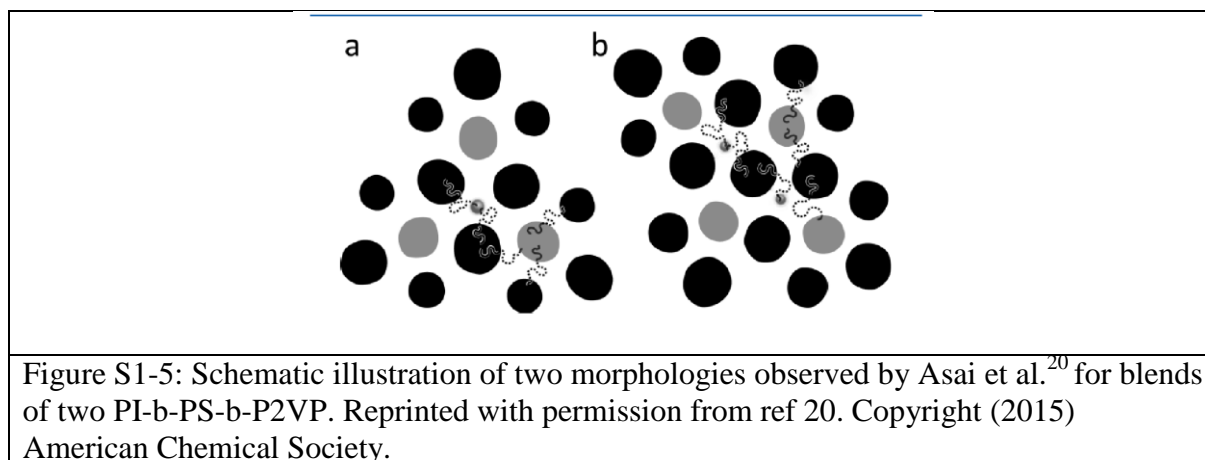 a
b
Figure S1-5: Schematic illustration of two morphologies observed by Asai et al.20 for blends
of two PI-b-PS-b-P2VP. Reprinted with permission from ref 20. Copyright (2015)
American Chemical Society.